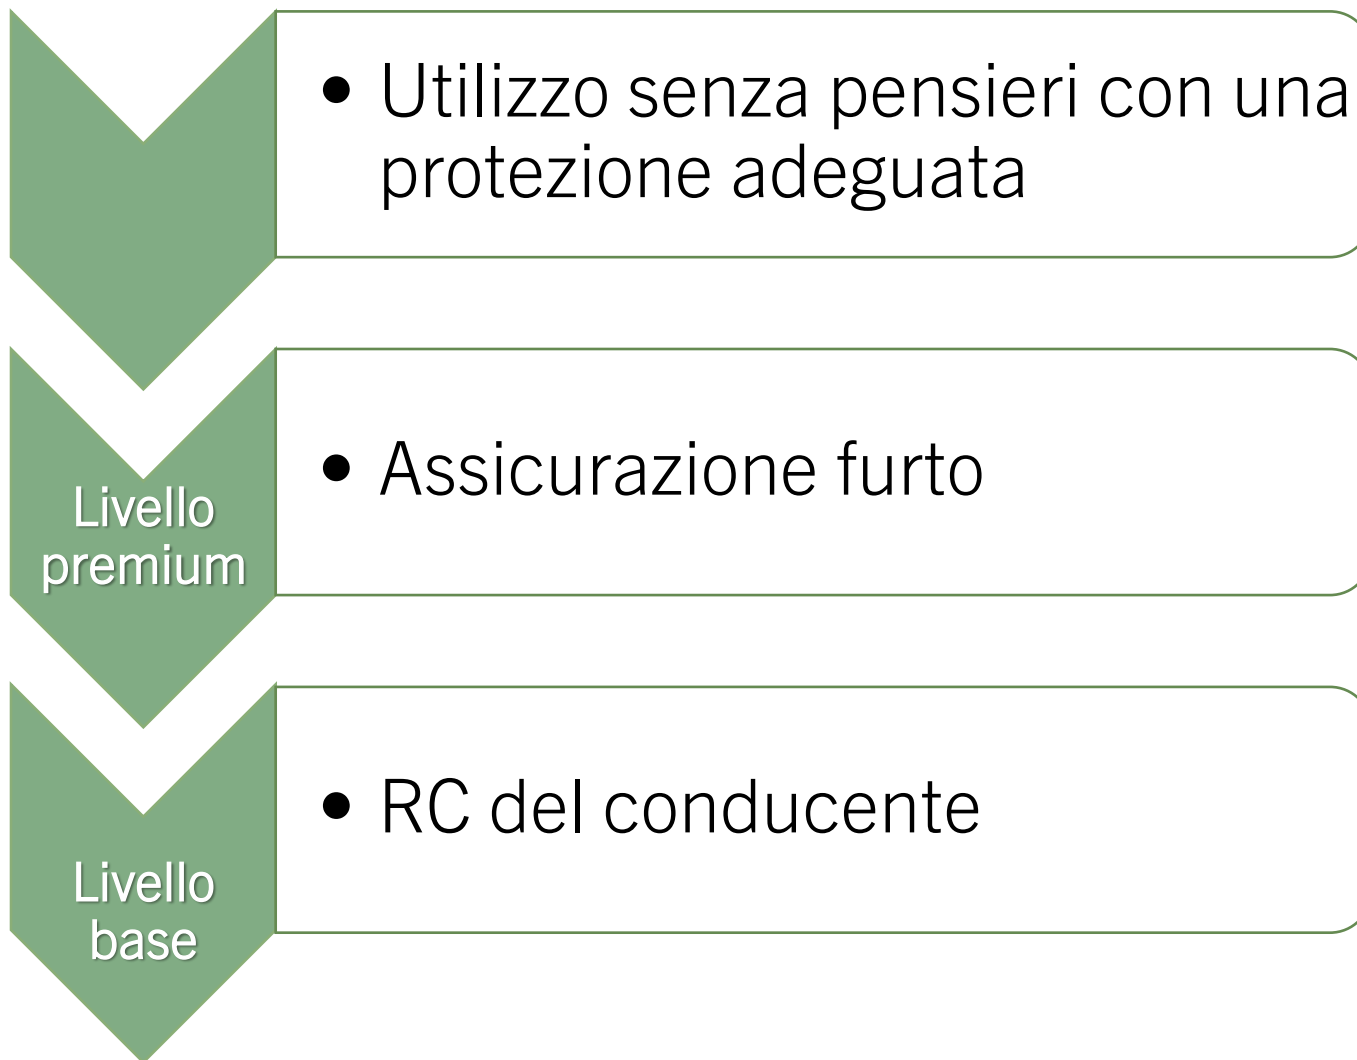 • Utilizzo senza pensieri con una
protezione adeguata
Livello
premium
• Assicurazione furto
Livello
base
• RC del conducente